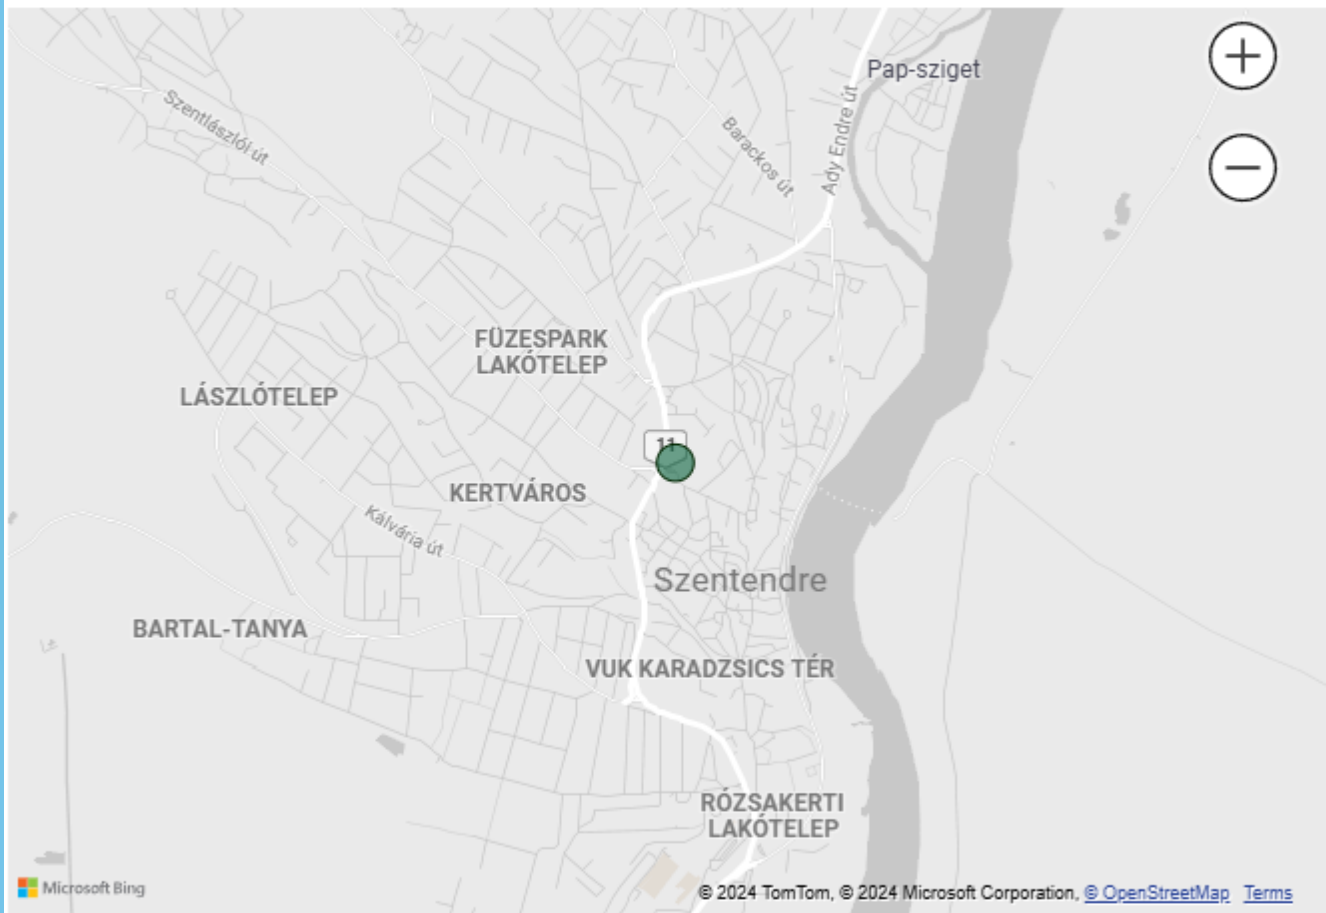 Pap-sziget
Szentlászlói út
Barackos út
Ady Endre út
FÜZESPARK
LAKÓTELEP
LÁSZLÓTELEP
11
KERTVÁROS
Kálvária út
Szentendre
BARTAL-TANYA
VUK KARADZSICS TÉR
RÓZSAKERTI
LAKÓTELEP
Microsoft Bing
© 2024 TomTom, © 2024 Microsoft Corporation, © OpenStreetMap Terms